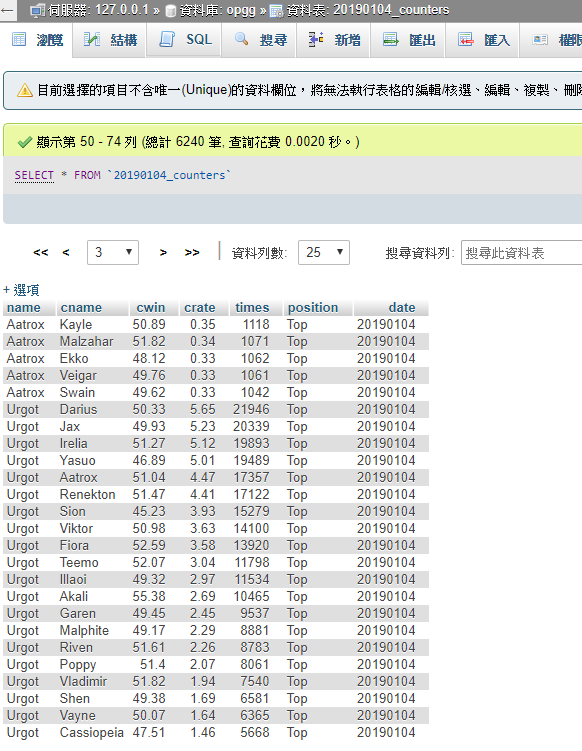 伺服器: 127.0.0.1 » 資料庫: opgg » 資料表: 20190104_counters
瀏覽 結構 SQL 搜尋 新增 匯出 匯入 權限
目前選擇的項目不含唯一(Unique)的資料欄位，將無法執行表格的編輯/核選、編輯、複製、刪除
顯示第 50 - 74 列 (總計 6240 筆, 查詢花費 0.0020 秒。)
SELECT * FROM `20190104_counters`
<< < 3 > >> 資料列數: 25 搜尋資料列: 搜尋此資料表
+ 選項
name cname cwin crate times position date
Aatrox Kayle 50.89 0.35 1118 Top 20190104
Aatrox Malzahar 51.82 0.34 1071 Top 20190104
Aatrox Ekko 48.12 0.33 1062 Top 20190104
Aatrox Veigar 49.76 0.33 1061 Top 20190104
Aatrox Swain 49.62 0.33 1042 Top 20190104
Urgot Darius 50.33 5.65 21946 Top 20190104
Urgot Jax 49.93 5.23 20339 Top 20190104
Urgot Irelia 51.27 5.12 19893 Top 20190104
Urgot Yasuo 46.89 5.01 19489 Top 20190104
Urgot Aatrox 51.04 4.47 17357 Top 20190104
Urgot Renekton 51.47 4.41 17122 Top 20190104
Urgot Sion 45.23 3.93 15279 Top 20190104
Urgot Viktor 50.98 3.63 14100 Top 20190104
Urgot Fiora 52.59 3.58 13920 Top 20190104
Urgot Teemo 52.07 3.04 11798 Top 20190104
Urgot Illaoi 49.32 2.97 11534 Top 20190104
Urgot Akali 55.38 2.69 10465 Top 20190104
Urgot Garen 49.45 2.45 9537 Top 20190104
Urgot Malphite 49.17 2.29 8881 Top 20190104
Urgot Riven 51.61 2.26 8783 Top 20190104
Urgot Poppy 51.4 2.07 8061 Top 20190104
Urgot Vladimir 51.82 1.94 7540 Top 20190104
Urgot Shen 49.38 1.69 6581 Top 20190104
Urgot Vayne 50.07 1.64 6365 Top 20190104
Urgot Cassiopeia 47.51 1.46 5668 Top 20190104